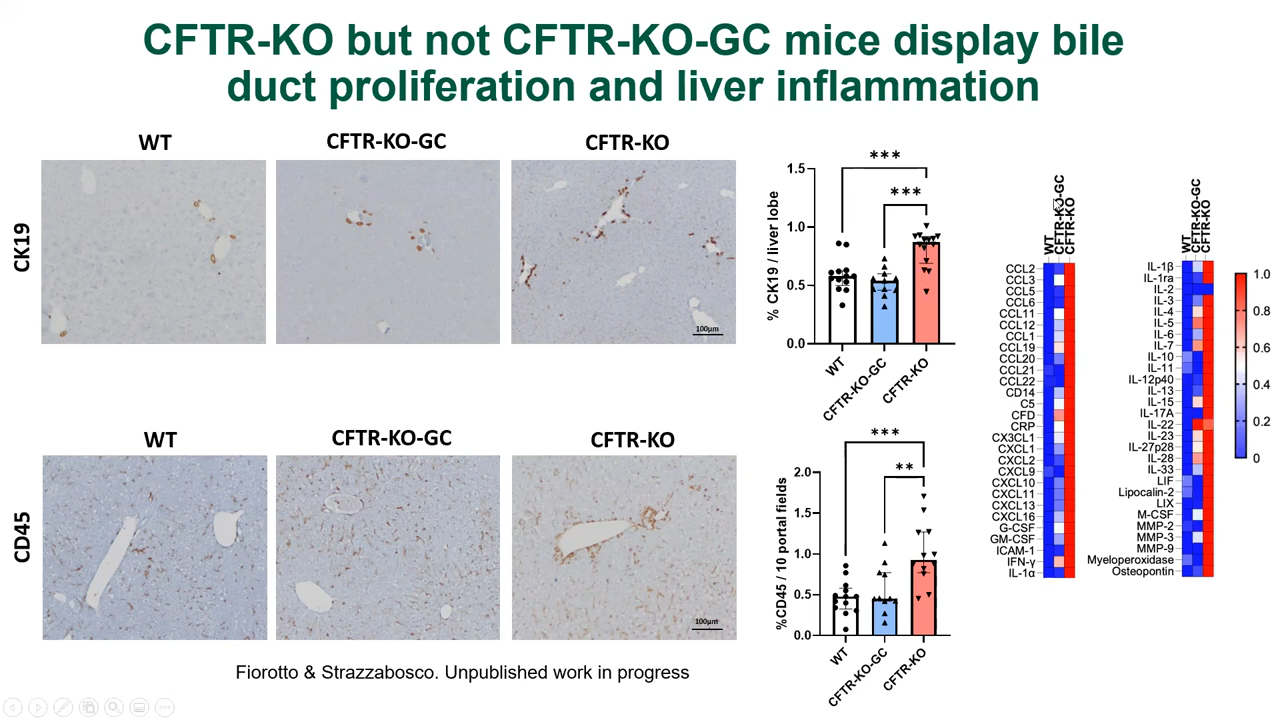 CFTR-KO but not CFTR-KO-GC mice display bile
duct proliferation and liver inflammation
WT
CFTR-KO-GC
CFTR-KO
CK19
100µm
WT
CFTR-KO-GC
CFTR-KO
CD45
100µm
Fiorotto & Strazzabosco. Unpublished work in progress
% CK19 / liver lobe
1.5
1.0
0.5
0.0
***
***
WT
CFTR-KO-GC
CFTR-KO
%CD45 / 10 portal fields
2.0
1.5
1.0
0.5
0.0
***
**
WT
CFTR-KO-GC
CFTR-KO
WT
CFTR-KO-GC
CFTR-KO
CCL2
CCL3
CCL5
CCL6
CCL11
CCL12
CCL1
CCL19
CCL20
CCL21
CCL22
CD14
C5
CFD
CRP
CX3CL1
CXCL1
CXCL2
CXCL9
CXCL10
CXCL11
CXCL13
CXCL16
G-CSF
GM-CSF
ICAM-1
IFN-γ
IL-1α
WT
CFTR-KO-GC
CFTR-KO
IL-1β
IL-1ra
IL-2
IL-3
IL-4
IL-5
IL-6
IL-7
IL-10
IL-11
IL-12p40
IL-13
IL-15
IL-17A
IL-22
IL-23
IL-27p28
IL-28
IL-33
LIF
Lipocalin-2
LIX
M-CSF
MMP-2
MMP-3
MMP-9
Myeloperoxidase
Osteopontin
1.0
0.8
0.6
0.4
0.2
0